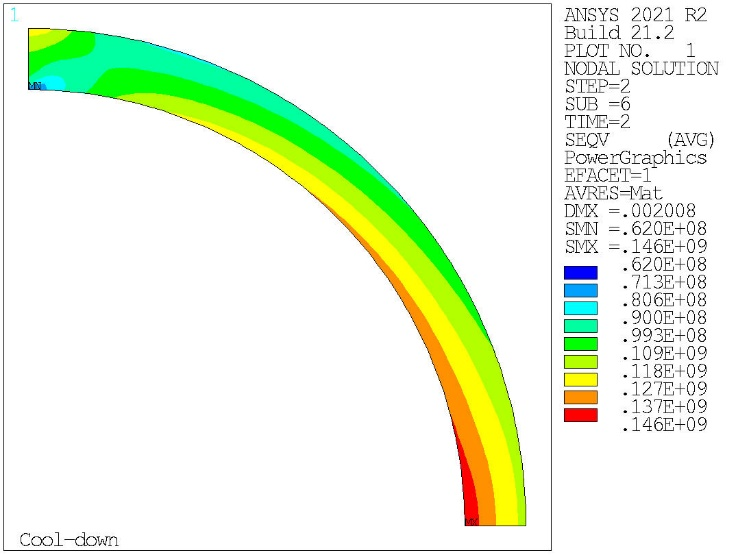 1
ANSYS 2021 R2
Build 21.2
PLOT NO.   1
NODAL SOLUTION
STEP=2
SUB =6
TIME=2
SEQV     (AVG)
PowerGraphics
EFACET=1
AVRES=Mat
DMX =.002008
SMN =.620E+08
SMX =.146E+09
.620E+08
.713E+08
.806E+08
.900E+08
.993E+08
.109E+09
.118E+09
.127E+09
.137E+09
.146E+09
MN
Cool-down